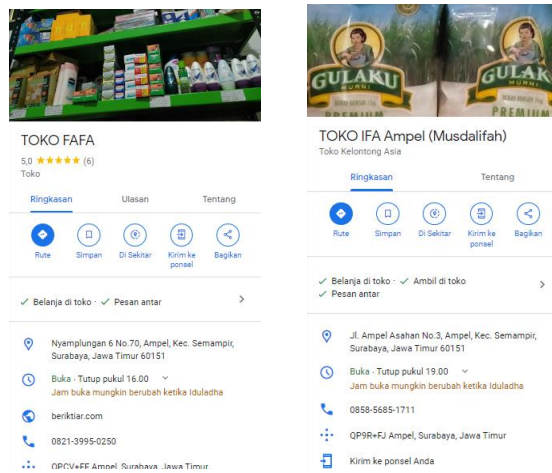 TOKO FAFA
5,0 (6)
Toko
Ringkasan Ulasan Tentang
Rute Simpan Di Sekitar Kirim ke ponsel Bagikan
Belanja di toko · Pesan antar
Nyamplungan 6 No.70, Ampel, Kec. Semampir,
Surabaya, Jawa Timur 60151
Buka · Tutup pukul 16.00
Jam buka mungkin berubah ketika Iduladha
beriktiar.com
0821-3995-0250
QPCV+FF Ampel, Surabaya, Jawa Timur
GULAKU
MURNI
PREMIUM
GULAK
MURNI
PREMIUM
TOKO IFA Ampel (Musdalifah)
Toko Kelontong Asia
Ringkasan Tentang
Rute Simpan Di Sekitar Kirim ke ponsel Bagikan
Belanja di toko · Ambil di toko
Pesan antar
Jl. Ampel Asahan No.3, Ampel, Kec. Semampir,
Surabaya, Jawa Timur 60151
Buka · Tutup pukul 19.00
Jam buka mungkin berubah ketika Iduladha
0858-5685-1711
QP9R+FJ Ampel, Surabaya, Jawa Timur
Kirim ke ponsel Anda